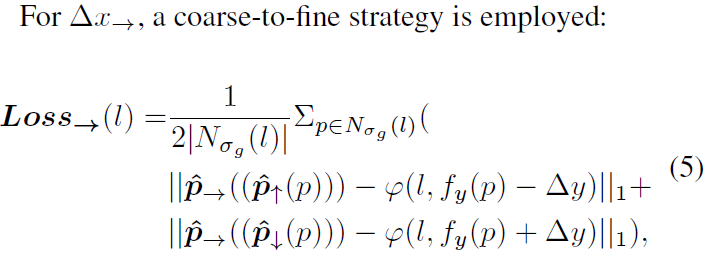 For Δx→, a coarse-to-fine strategy is employed:
Loss→(l) = 1 / 2|Nσg(l)| Σp∈Nσg(l)(
||p̂→((p̂↑(p))) − φ(l, fy(p) − Δy)||1+
||p̂→((p̂↓(p))) − φ(l, fy(p) + Δy)||1),
(5)